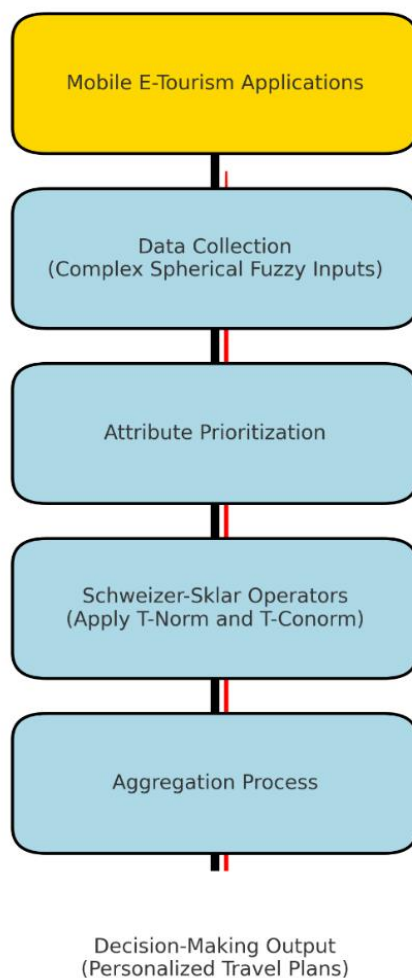 Mobile E-Tourism Applications
Data Collection
(Complex Spherical Fuzzy Inputs)
Attribute Prioritization
Schweizer-Sklar Operators
(Apply T-Norm and T-Conorm)
Aggregation Process
Decision-Making Output
(Personalized Travel Plans)